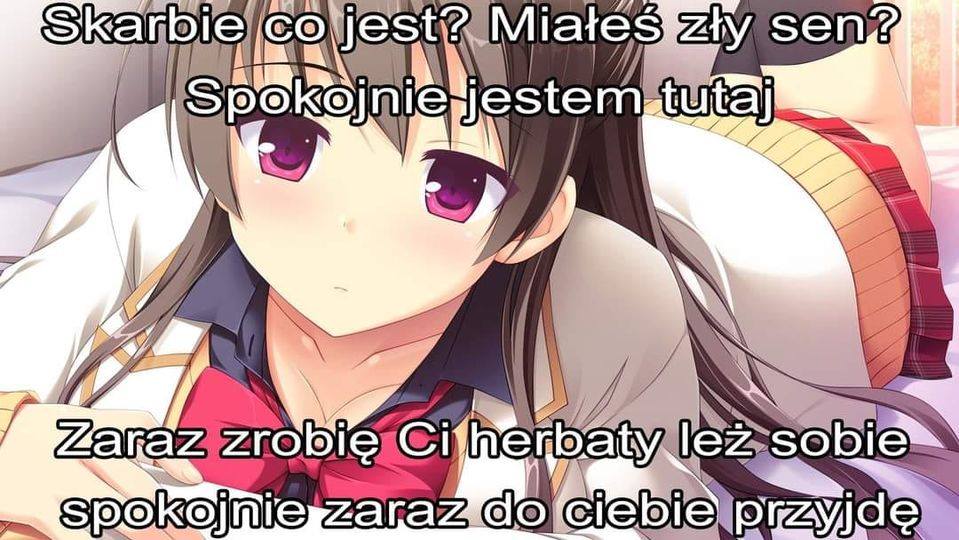 Skarbie co jest? Miałeś zły sen?
Spokojnie jestem tutaj
Zaraz zrobię Ci herbaty leż sobie
spokojnie zaraz do ciebie przyjdę